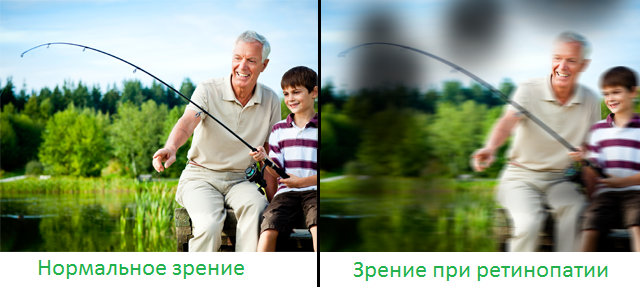 Нормальное зрение
Зрение при ретинопатии